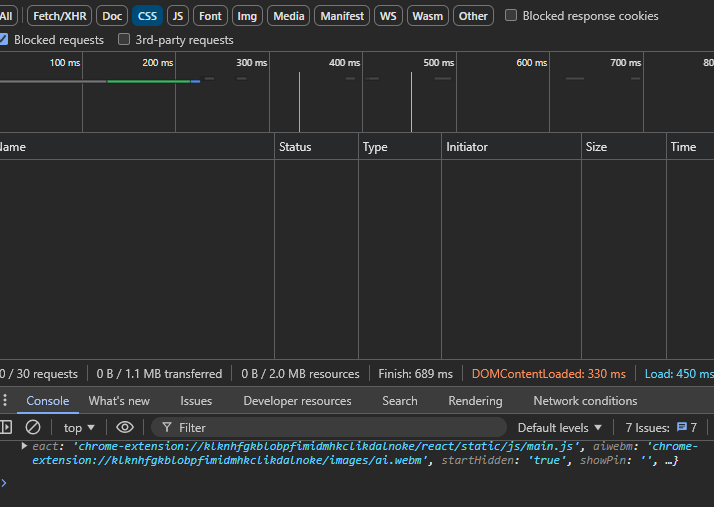 All Fetch/XHR Doc CSS JS Font Img Media Manifest WS Wasm Other Blocked response cookies
Blocked requests 3rd-party requests
100 ms 200 ms 300 ms 400 ms 500 ms 600 ms 700 ms 80
Name Status Type Initiator Size Time
0 / 30 requests 0 B / 1.1 MB transferred 0 B / 2.0 MB resources Finish: 689 ms DOMContentLoaded: 330 ms Load: 450 ms
Console What's new Issues Developer resources Search Rendering Network conditions
top Filter Default levels 7 Issues: 7
eact: 'chrome-extension://klknhfgkblobpfimidmhkclikdalnoke/react/static/js/main.js', aiwebm: 'chrome-
extension://klknhfgkblobpfimidmhkclikdalnoke/images/ai.webm', startHidden: 'true', showPin: '', …}